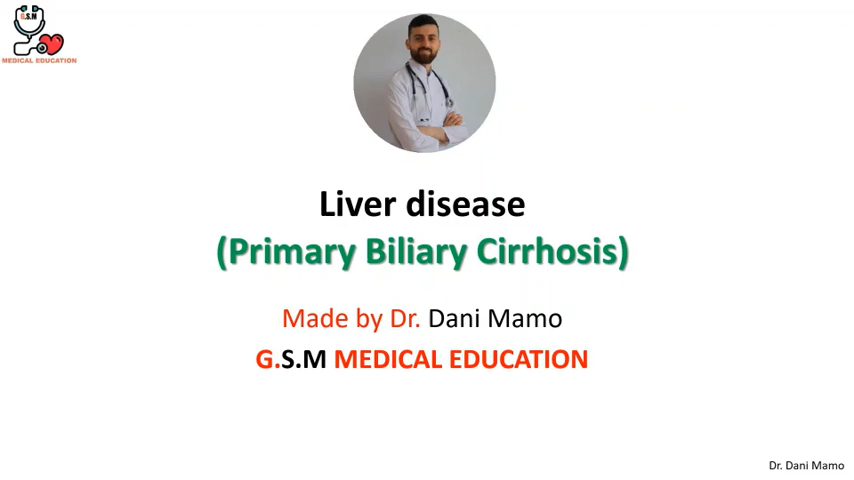 G.S.M
MEDICAL EDUCATION
Liver disease
(Primary Biliary Cirrhosis)
Made by Dr. Dani Mamo
G.S.M MEDICAL EDUCATION
Dr. Dani Mamo